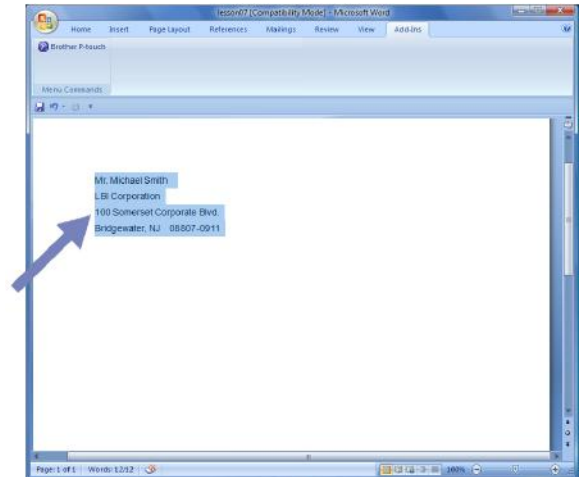 lesson07 [Compatibility Mode] - Microsoft Word
Home Insert Page Layout References Mailings Review View Add-Ins
Brother P-touch
Menu Commands
Mr. Michael Smith
LBI Corporation
100 Somerset Corporate Blvd.
Bridgewater, NJ 08807-0911
Page: 1 of 1 Words: 12/12 100%